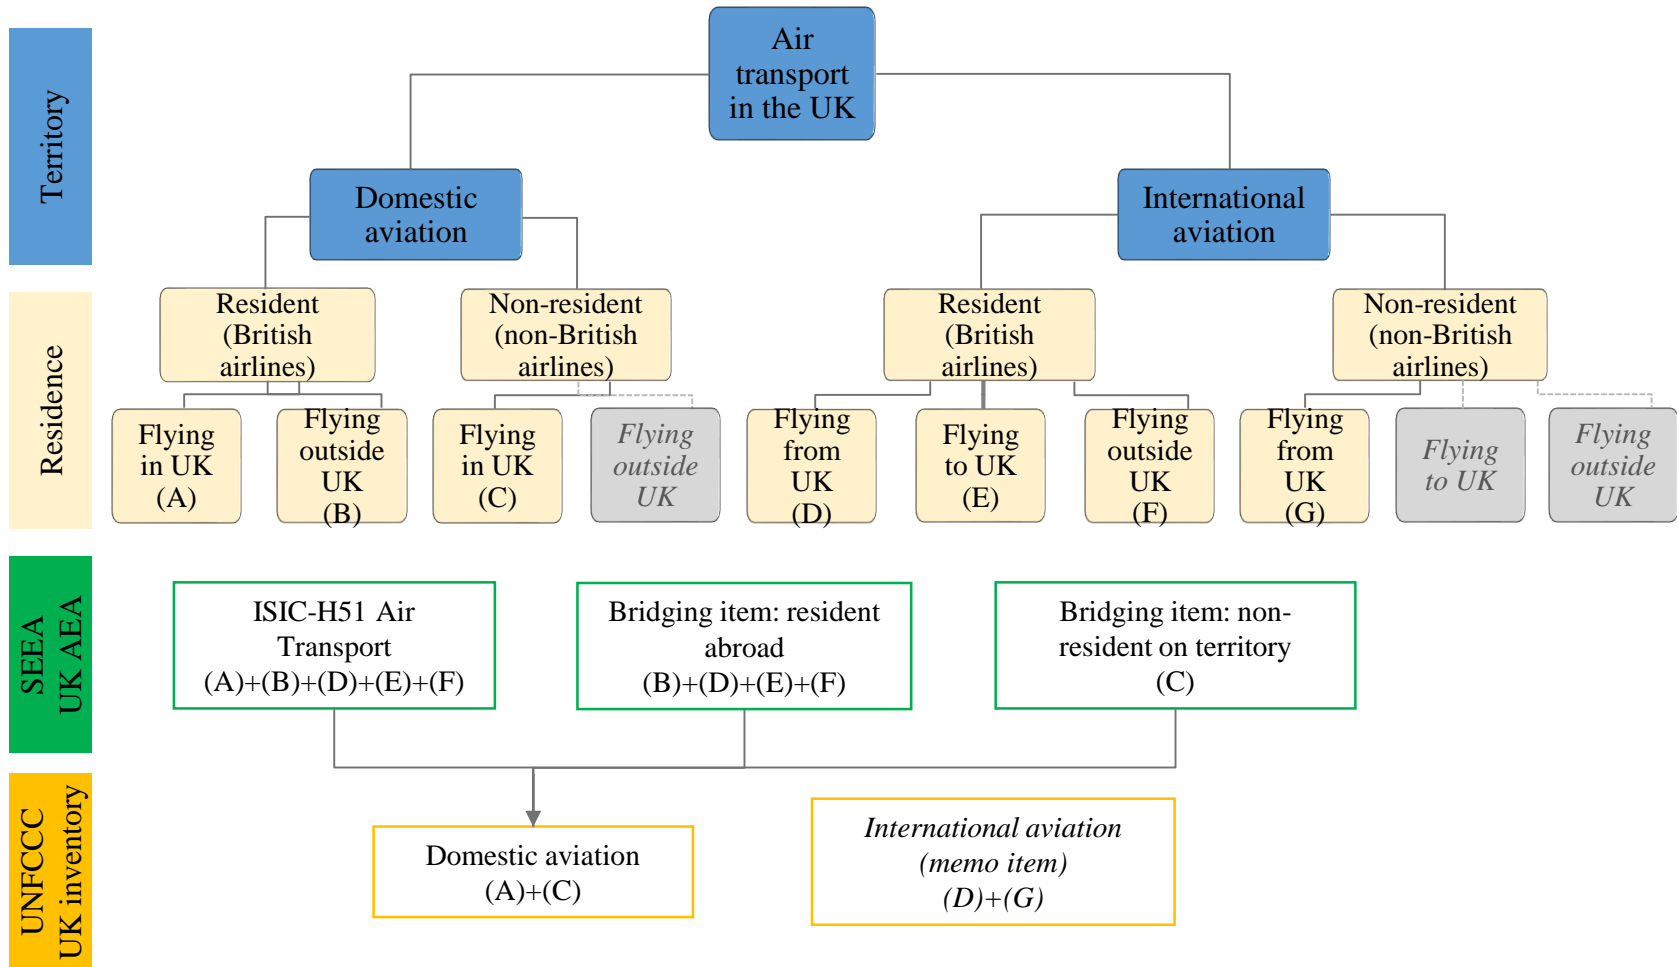 Air
transport
in the UK
Territory
Domestic
aviation
International
aviation
Residence
Resident
(British
airlines)
Non-resident
(non-British
airlines)
Resident
(British
airlines)
Non-resident
(non-British
airlines)
Flying
in UK
(A)
Flying
outside
UK
(B)
Flying
in UK
(C)
Flying
outside
UK
Flying
from
UK
(D)
Flying
to UK
(E)
Flying
outside
UK
(F)
Flying
from
UK
(G)
Flying
to UK
Flying
outside
UK
SEEA
UK AEA
ISIC-H51 Air
Transport
(A)+(B)+(D)+(E)+(F)
Bridging item: resident
abroad
(B)+(D)+(E)+(F)
Bridging item: non-
resident on territory
(C)
UNFCCC
UK inventory
Domestic aviation
(A)+(C)
International aviation
(memo item)
(D)+(G)